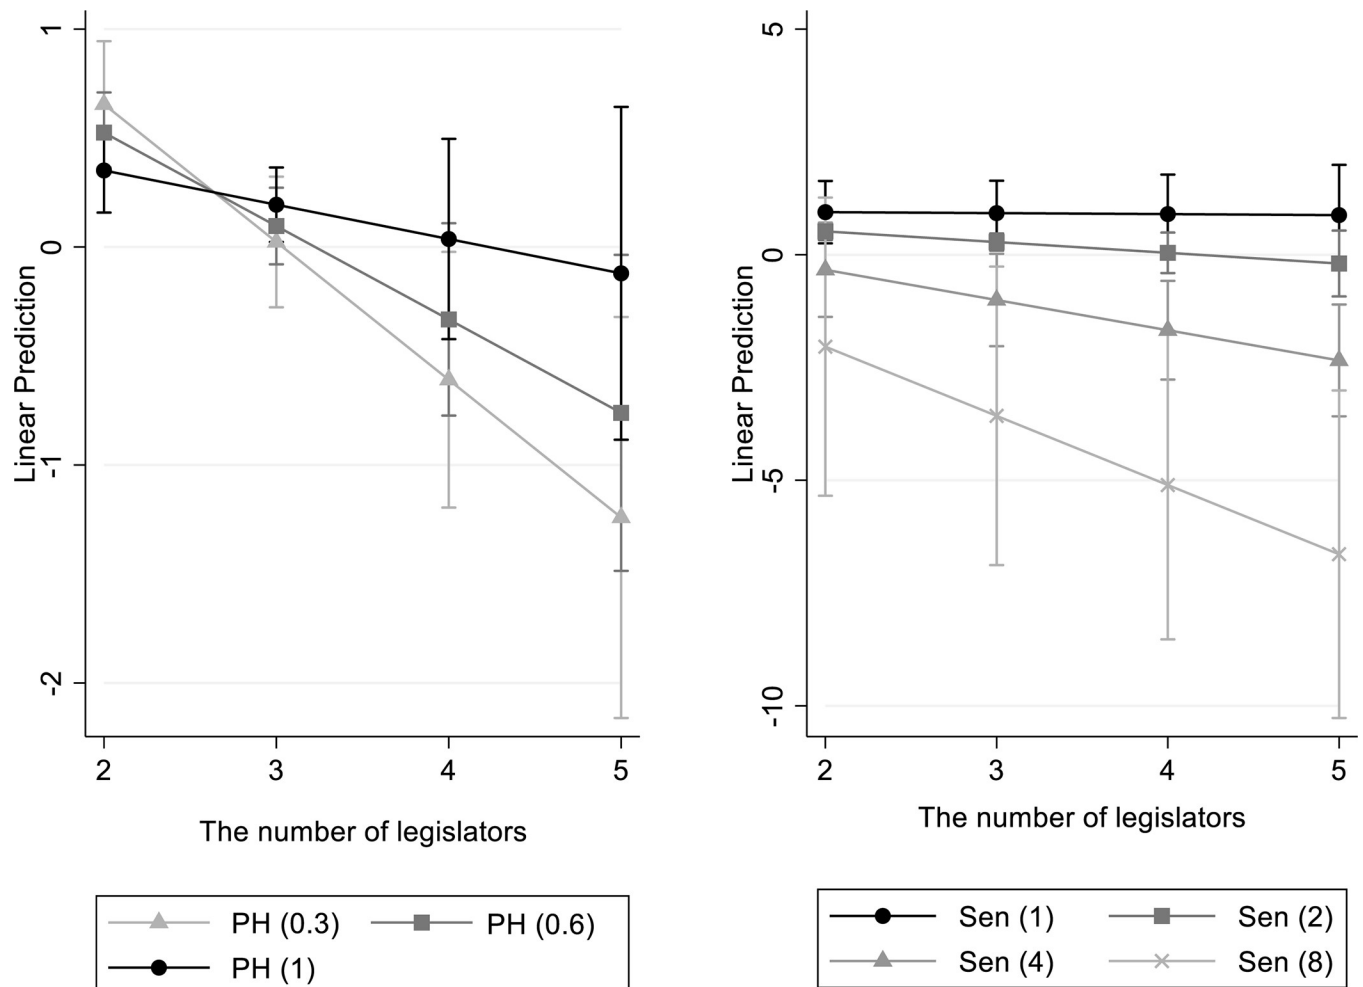 1
0
-1
-2
Linear Prediction
2 3 4 5
The number of legislators
PH (0.3) PH (0.6)
PH (1)
5
0
-5
-10
Linear Prediction
2 3 4 5
The number of legislators
Sen (1) Sen (2)
Sen (4) Sen (8)